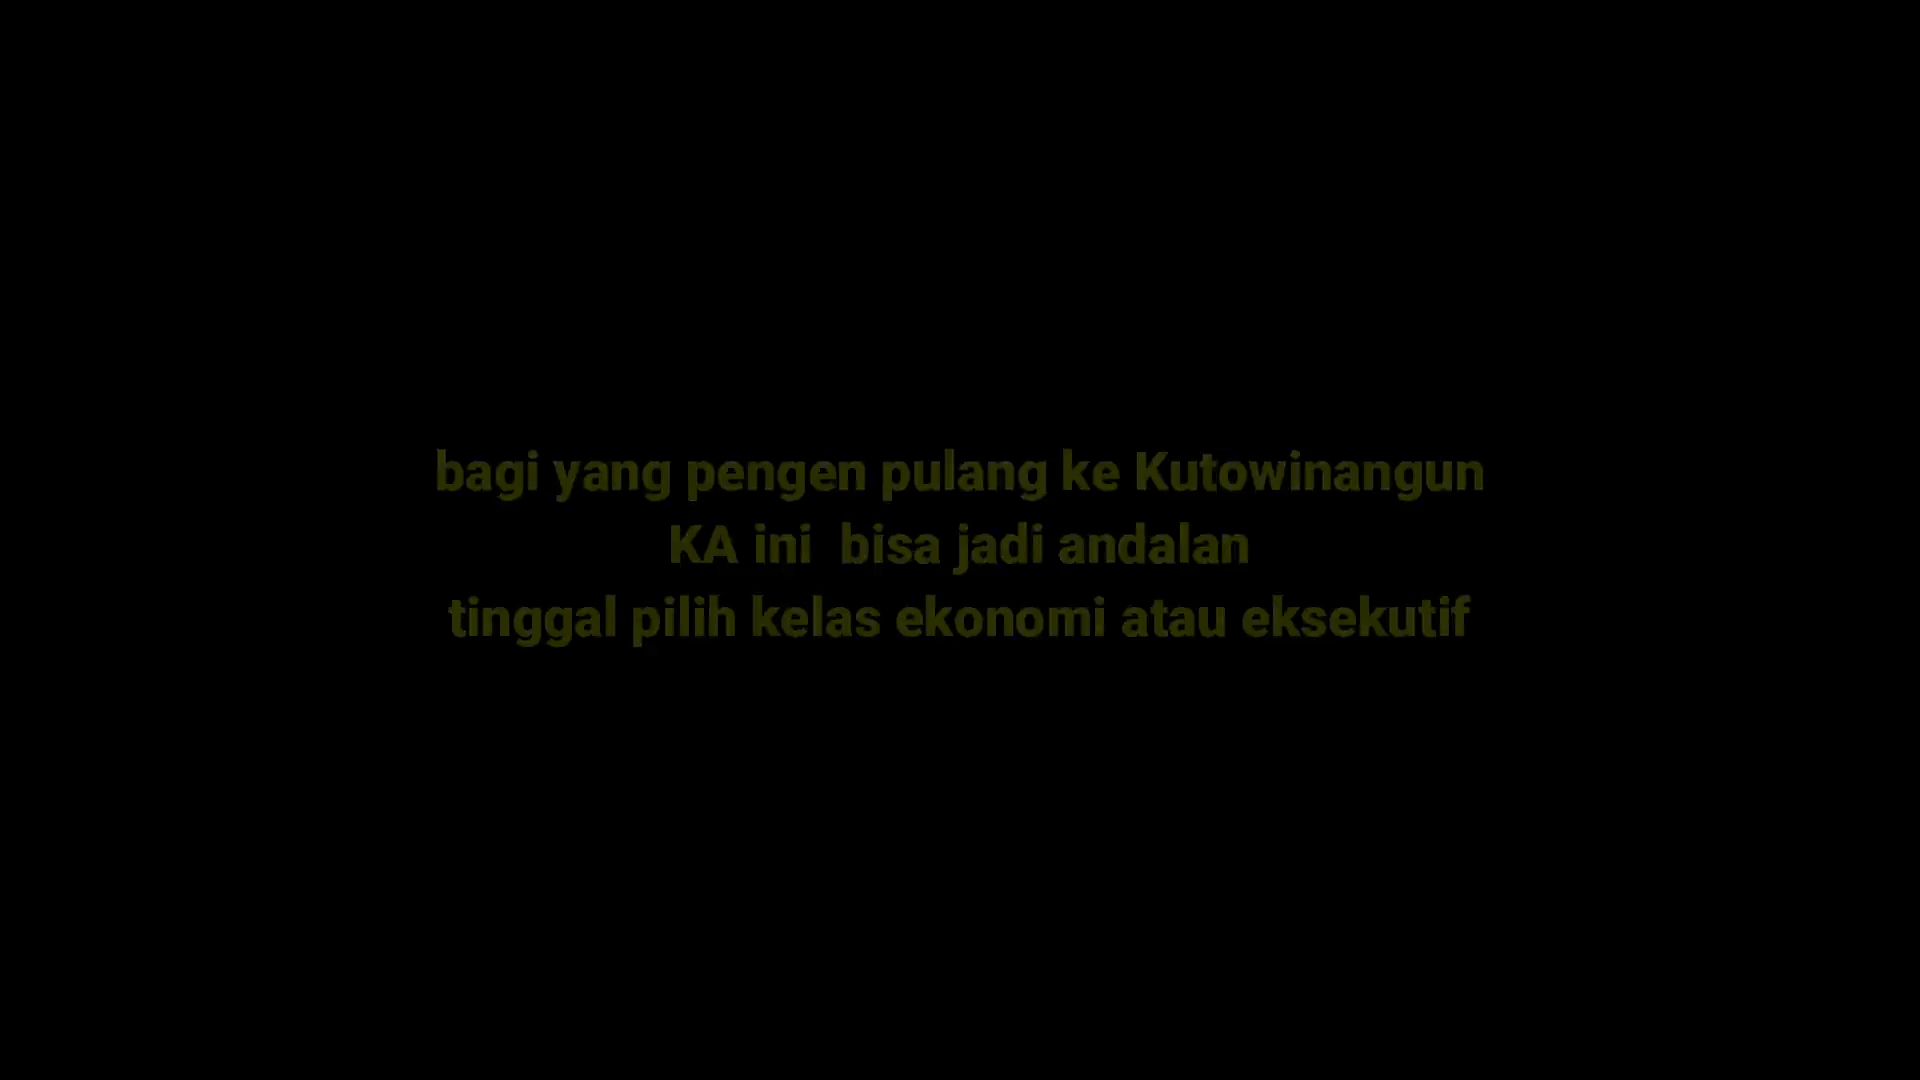 bagi yang pengen pulang ke Kutowinangun
KA ini  bisa jadi andalan
tinggal pilih kelas ekonomi atau eksekutif